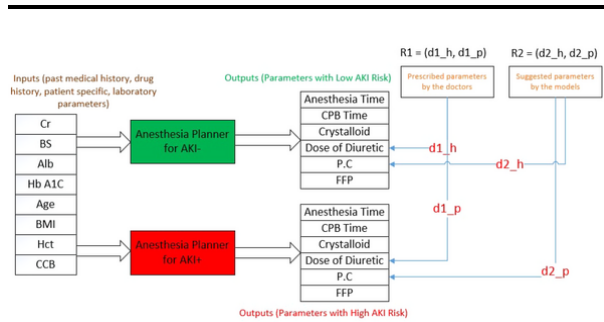 R1 = (d1_h, d1_p)
R2 = (d2_h, d2_p)
Inputs (past medical history, drug
history, patient specific, laboratory
parameters)
Outputs (Parameters with Low AKI Risk)
Prescribed parameters
by the doctors
Suggested parameters
by the models
Cr
BS
Alb
Hb A1C
Age
BMI
Hct
CCB
Anesthesia Planner
for AKI-
Anesthesia Time
CPB Time
Crystalloid
Dose of Diuretic
P.C
FFP
d1_h
d2_h
d1_p
d2_p
Anesthesia Planner
for AKI+
Anesthesia Time
CPB Time
Crystalloid
Dose of Diuretic
P.C
FFP
Outputs (Parameters with High AKI Risk)